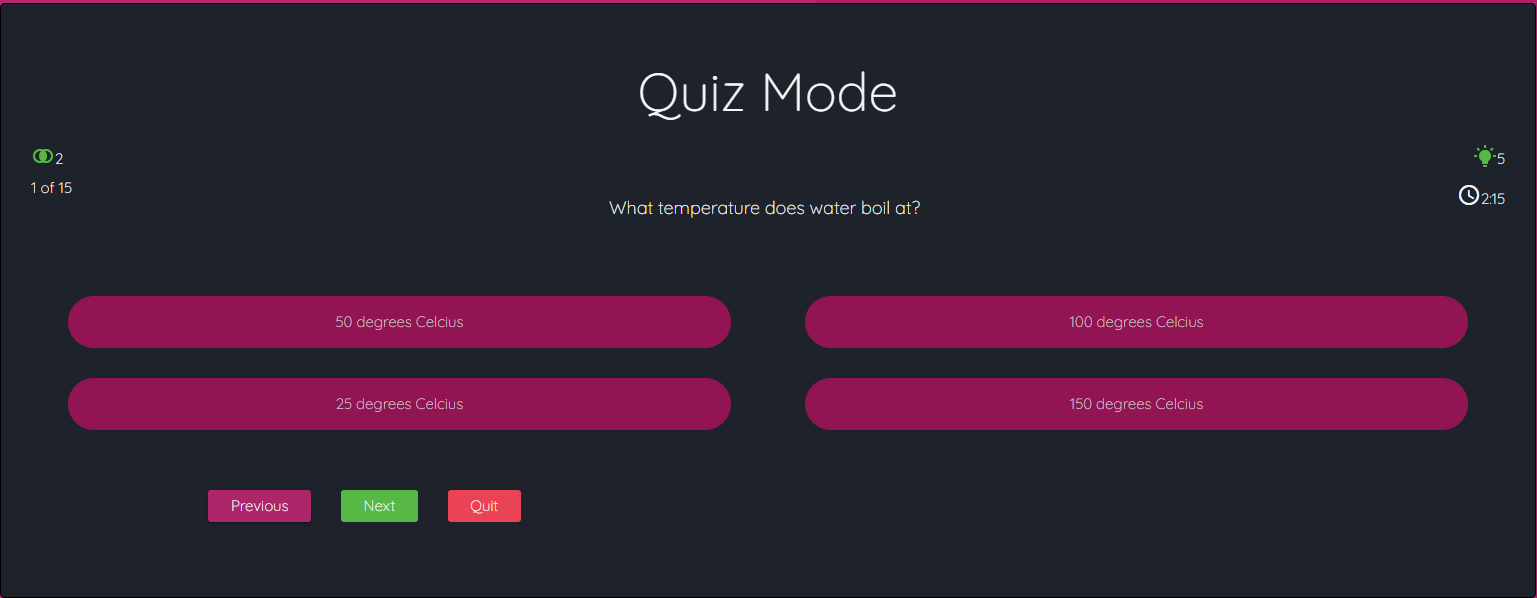 Quiz Mode
2
5
1 of 15
2:15
What temperature does water boil at?
50 degrees Celcius
100 degrees Celcius
25 degrees Celcius
150 degrees Celcius
Previous
Next
Quit